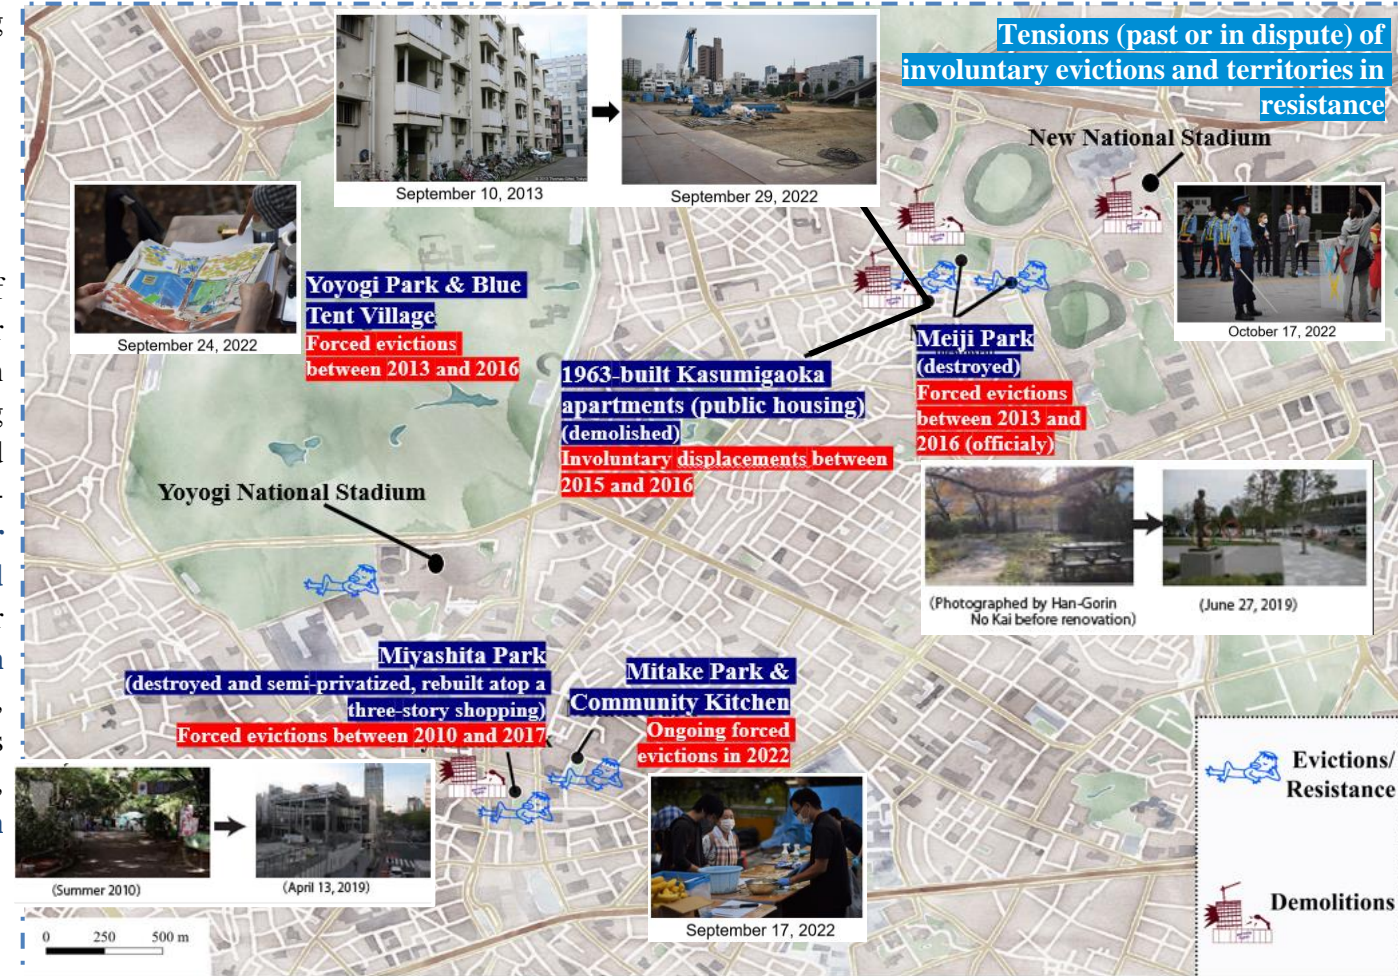 Tensions (past or in dispute) of
involuntary evictions and territories in
resistance
New National Stadium
September 10, 2013
September 29, 2022
September 24, 2022
October 17, 2022
Yoyogi Park & Blue
Tent Village
Forced evictions
between 2013 and 2016
1963-built Kasumigaoka
apartments (public housing)
(demolished)
Involuntary displacements between
2015 and 2016
Meiji Park
(destroyed)
Forced evictions
between 2013 and
2016 (officialy)
(Photographed by Han-Gorin
No Kai before renovation)
(June 27, 2019)
Yoyogi National Stadium
Miyashita Park
(destroyed and semi-privatized, rebuilt atop a
three-story shopping)
Forced evictions between 2010 and 2017
Mitake Park &
Community Kitchen
Ongoing forced
evictions in 2022
(Summer 2010)
(April 13, 2019)
September 17, 2022
Evictions/
Resistance
Demolitions
0 250 500 m